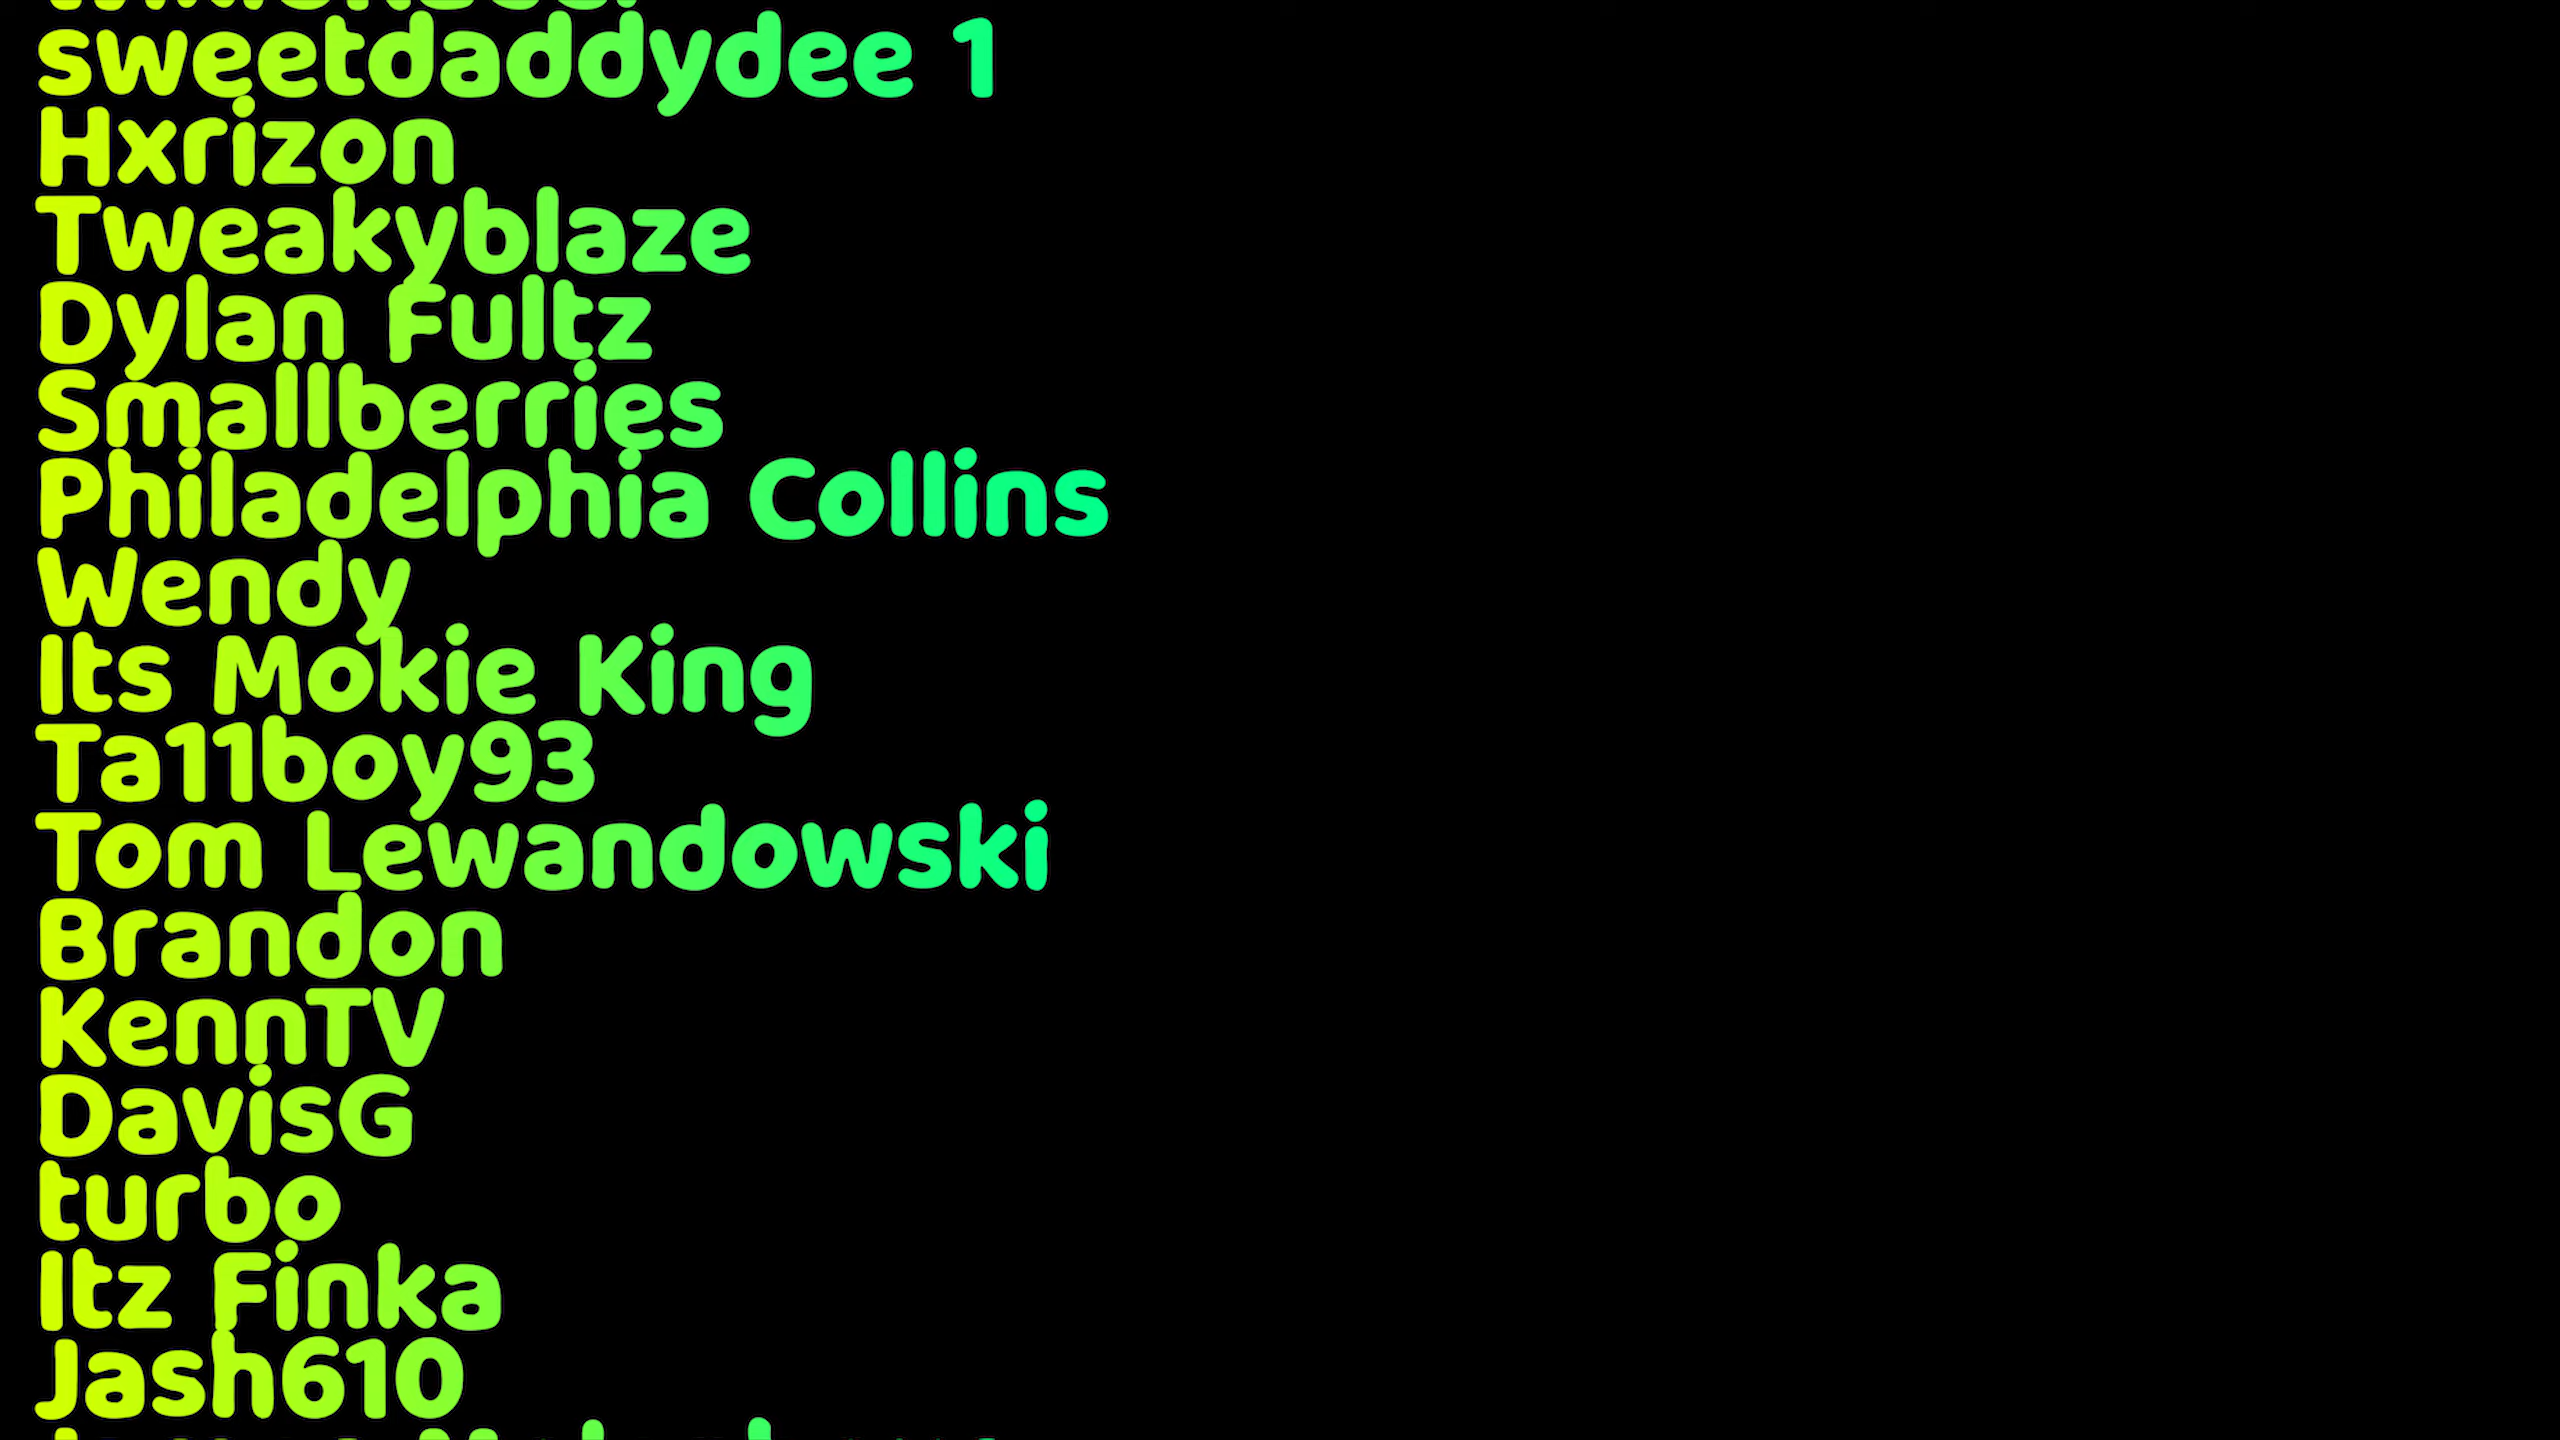 sweetdaddydee 1
Hxrizon
Tweakyblaze
Dylan Fultz
Smallberries
Philadelphia Collins
Wendy
Its Mokie King
Ta11boy93
Tom Lewandowski
Brandon
KennTV
DavisG
turbo
Itz Finka
Jash610